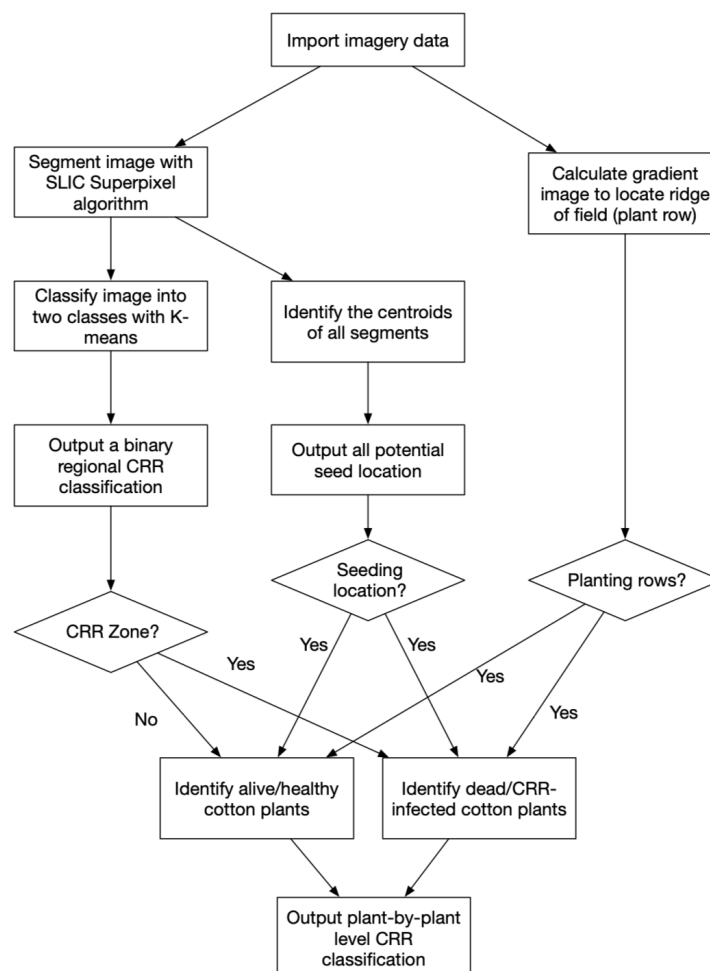 Import imagery data
Segment image with
SLIC Superpixel
algorithm
Calculate gradient
image to locate ridge
of field (plant row)
Classify image into
two classes with K-
means
Identify the centroids
of all segments
Output a binary
regional CRR
classification
Output all potential
seed location
Seeding
location?
Planting rows?
CRR Zone?
Yes
Yes
Yes
Yes
Yes
No
Identify alive/healthy
cotton plants
Identify dead/CRR-
infected cotton plants
Output plant-by-plant
level CRR
classification